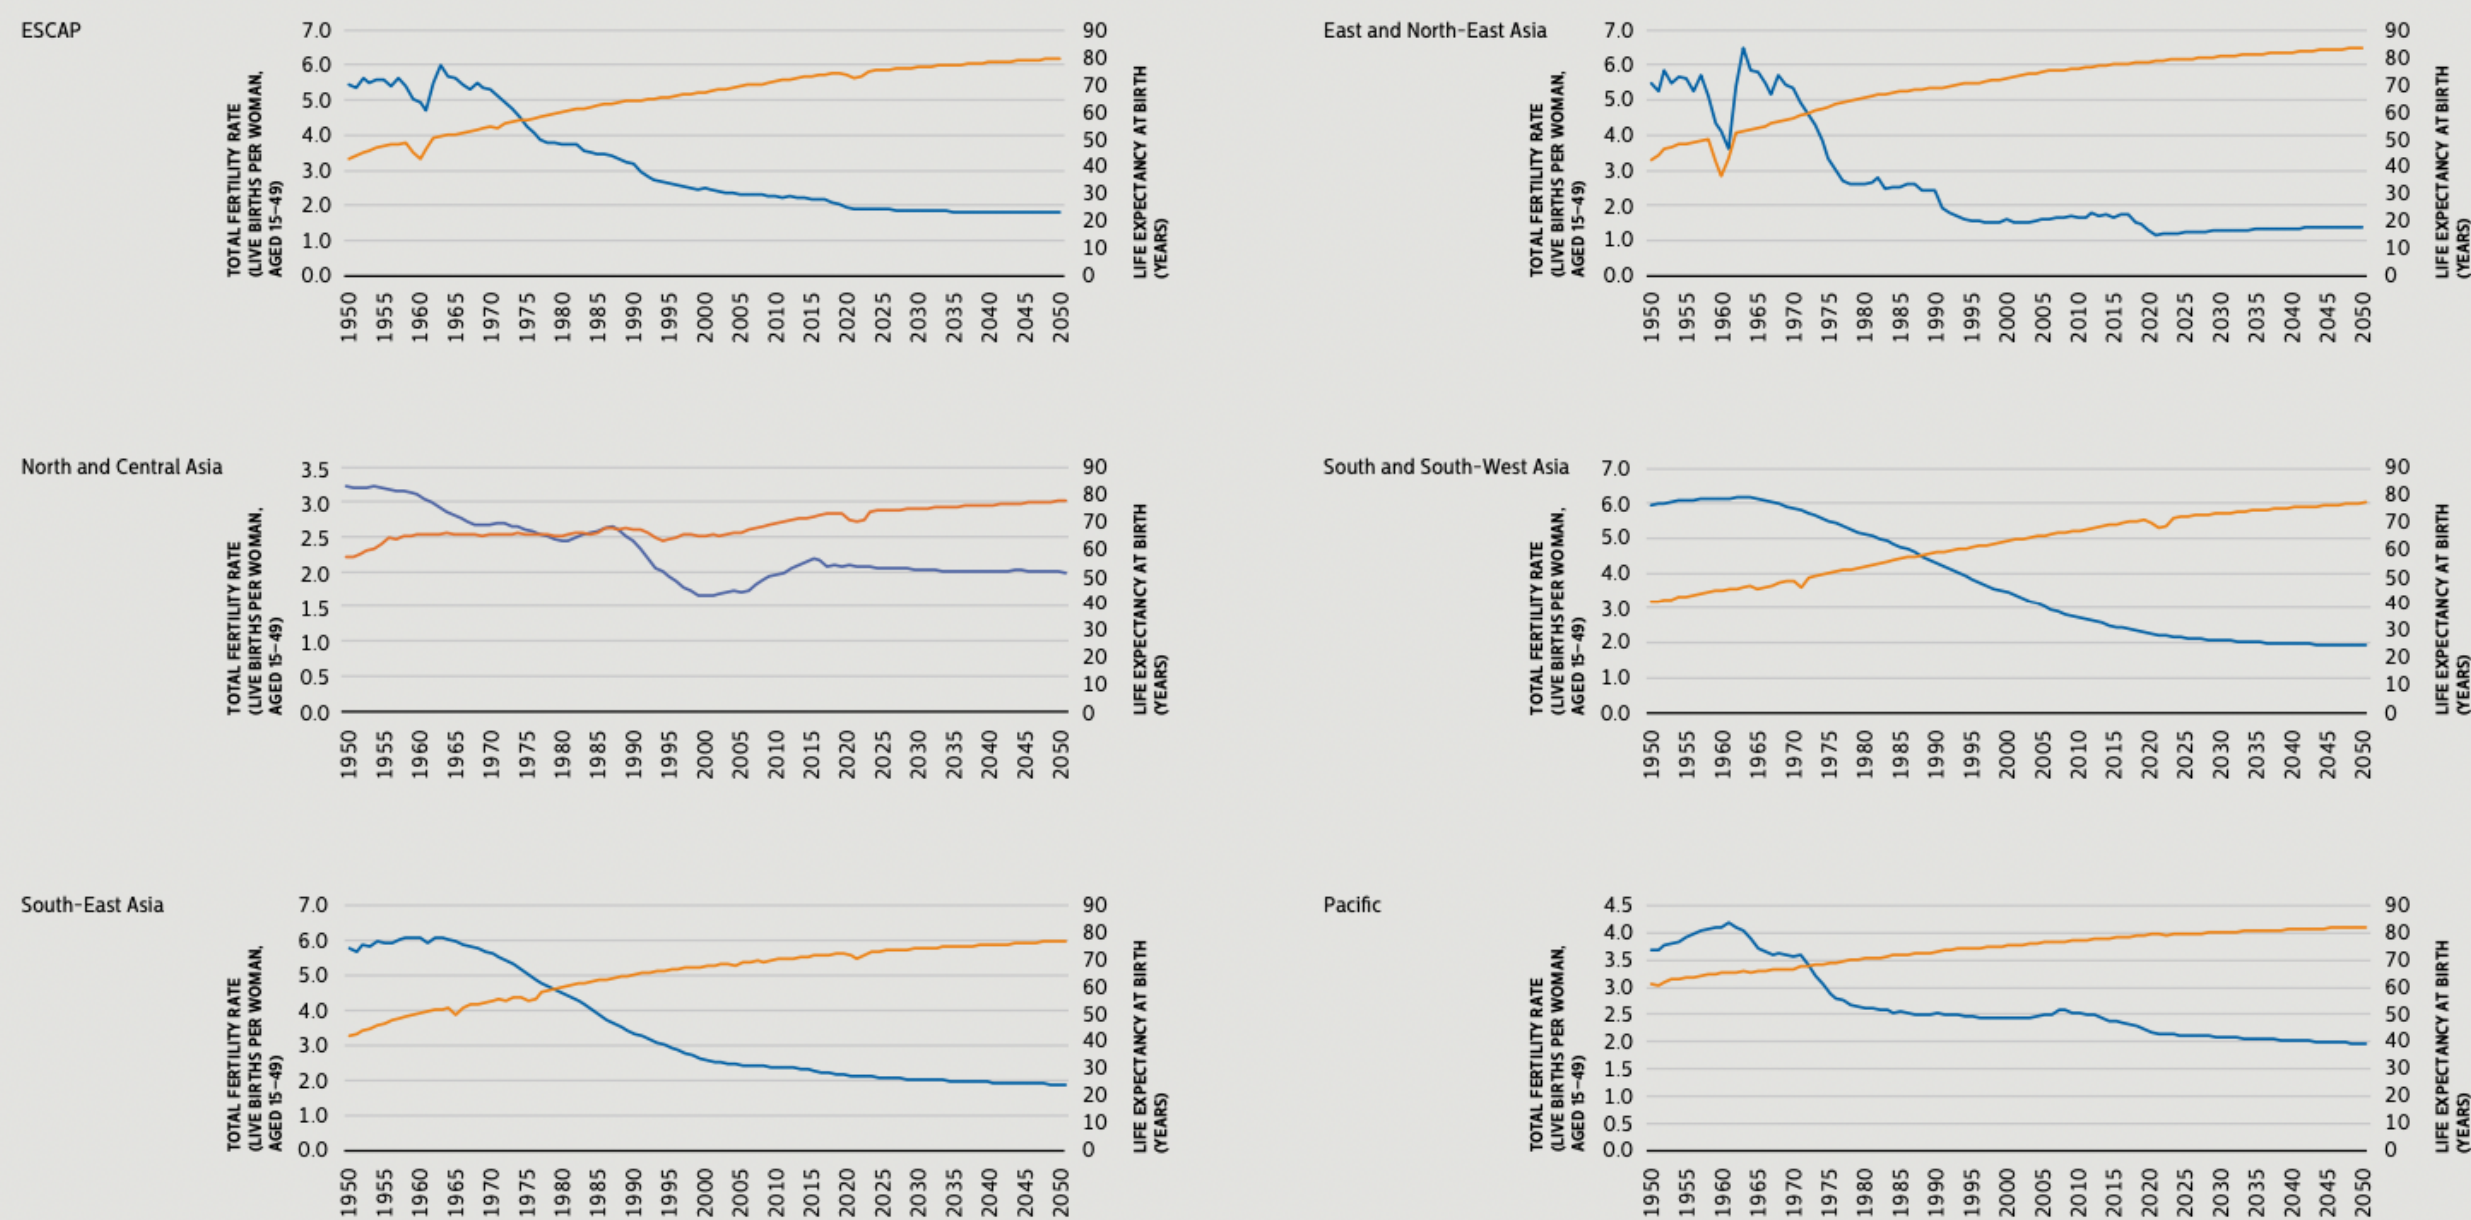 ESCAP
7.0
6.0
5.0
4.0
3.0
2.0
1.0
0.0
TOTAL FERTILITY RATE
(LIVE BIRTHS PER WOMAN,
AGED 15–49)
90
80
70
60
50
40
30
20
10
0
LIFE EXPECTANCY AT BIRTH
(YEARS)
1950 1955 1960 1965 1970 1975 1980 1985 1990 1995 2000 2005 2010 2015 2020 2025 2030 2035 2040 2045 2050
East and North-East Asia
7.0
6.0
5.0
4.0
3.0
2.0
1.0
0.0
TOTAL FERTILITY RATE
(LIVE BIRTHS PER WOMAN,
AGED 15–49)
90
80
70
60
50
40
30
20
10
0
LIFE EXPECTANCY AT BIRTH
(YEARS)
1950 1955 1960 1965 1970 1975 1980 1985 1990 1995 2000 2005 2010 2015 2020 2025 2030 2035 2040 2045 2050
North and Central Asia
3.5
3.0
2.5
2.0
1.5
1.0
0.5
0.0
TOTAL FERTILITY RATE
(LIVE BIRTHS PER WOMAN,
AGED 15–49)
90
80
70
60
50
40
30
20
10
0
LIFE EXPECTANCY AT BIRTH
(YEARS)
1950 1955 1960 1965 1970 1975 1980 1985 1990 1995 2000 2005 2010 2015 2020 2025 2030 2035 2040 2045 2050
South and South-West Asia
7.0
6.0
5.0
4.0
3.0
2.0
1.0
0.0
TOTAL FERTILITY RATE
(LIVE BIRTHS PER WOMAN,
AGED 15–49)
90
80
70
60
50
40
30
20
10
0
LIFE EXPECTANCY AT BIRTH
(YEARS)
1950 1955 1960 1965 1970 1975 1980 1985 1990 1995 2000 2005 2010 2015 2020 2025 2030 2035 2040 2045 2050
South-East Asia
7.0
6.0
5.0
4.0
3.0
2.0
1.0
0.0
TOTAL FERTILITY RATE
(LIVE BIRTHS PER WOMAN,
AGED 15–49)
90
80
70
60
50
40
30
20
10
0
LIFE EXPECTANCY AT BIRTH
(YEARS)
1950 1955 1960 1965 1970 1975 1980 1985 1990 1995 2000 2005 2010 2015 2020 2025 2030 2035 2040 2045 2050
Pacific
4.5
4.0
3.5
3.0
2.5
2.0
1.5
1.0
0.5
0.0
TOTAL FERTILITY RATE
(LIVE BIRTHS PER WOMAN,
AGED 15–49)
90
80
70
60
50
40
30
20
10
0
LIFE EXPECTANCY AT BIRTH
(YEARS)
1950 1955 1960 1965 1970 1975 1980 1985 1990 1995 2000 2005 2010 2015 2020 2025 2030 2035 2040 2045 2050